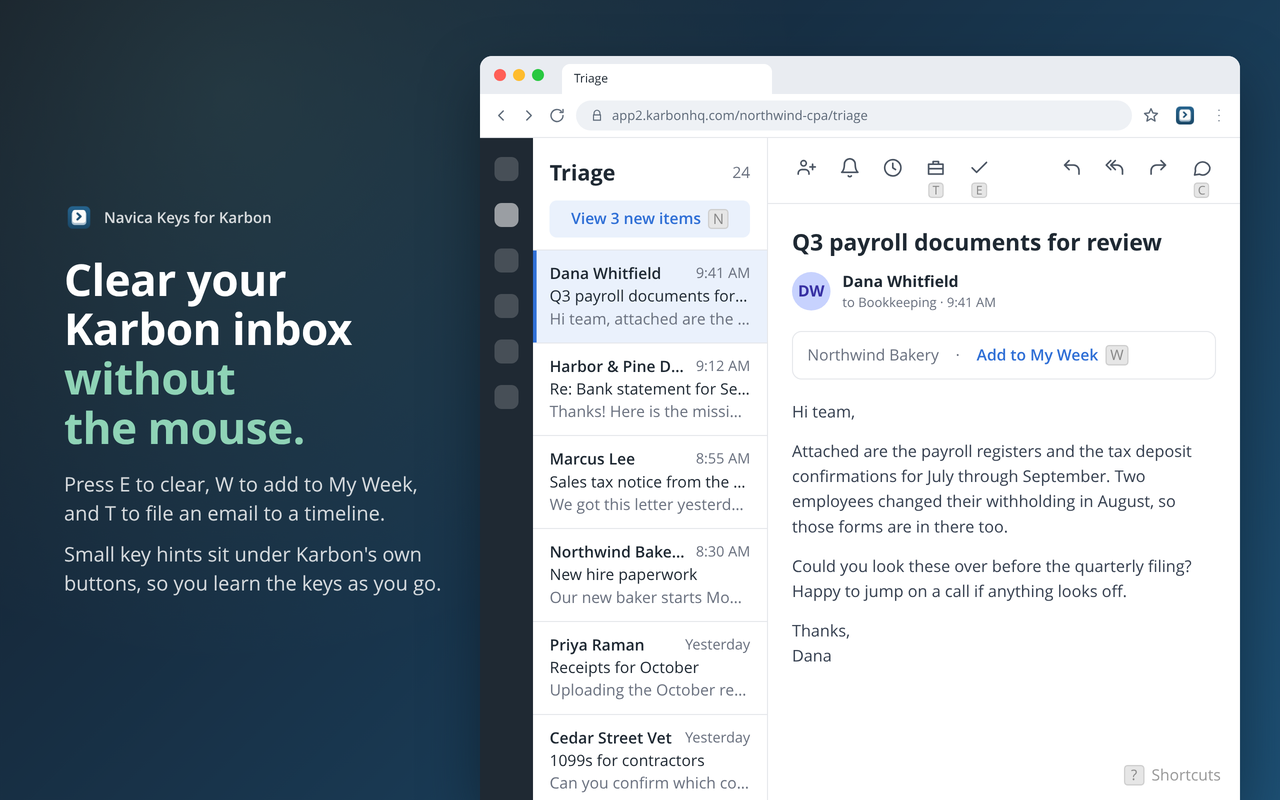 Navica Keys for Karbon
Clear your
Karbon inbox
without
the mouse.
Press E to clear, W to add to My Week,
and T to file an email to a timeline.
Small key hints sit under Karbon's own
buttons, so you learn the keys as you go.
Triage
app2.karbonhq.com/northwind-cpa/triage
Triage 24
View 3 new items N
Dana Whitfield 9:41 AM
Q3 payroll documents for...
Hi team, attached are the ...
Harbor & Pine D... 9:12 AM
Re: Bank statement for Se...
Thanks! Here is the missi...
Marcus Lee 8:55 AM
Sales tax notice from the ...
We got this letter yesterd...
Northwind Bake... 8:30 AM
New hire paperwork
Our new baker starts Mo...
Priya Raman Yesterday
Receipts for October
Uploading the October re...
Cedar Street Vet Yesterday
1099s for contractors
Can you confirm which co...
T E C
Q3 payroll documents for review
DW
Dana Whitfield
to Bookkeeping · 9:41 AM
Northwind Bakery · Add to My Week W
Hi team,
Attached are the payroll registers and the tax deposit
confirmations for July through September. Two
employees changed their withholding in August, so
those forms are in there too.
Could you look these over before the quarterly filing?
Happy to jump on a call if anything looks off.
Thanks,
Dana
? Shortcuts